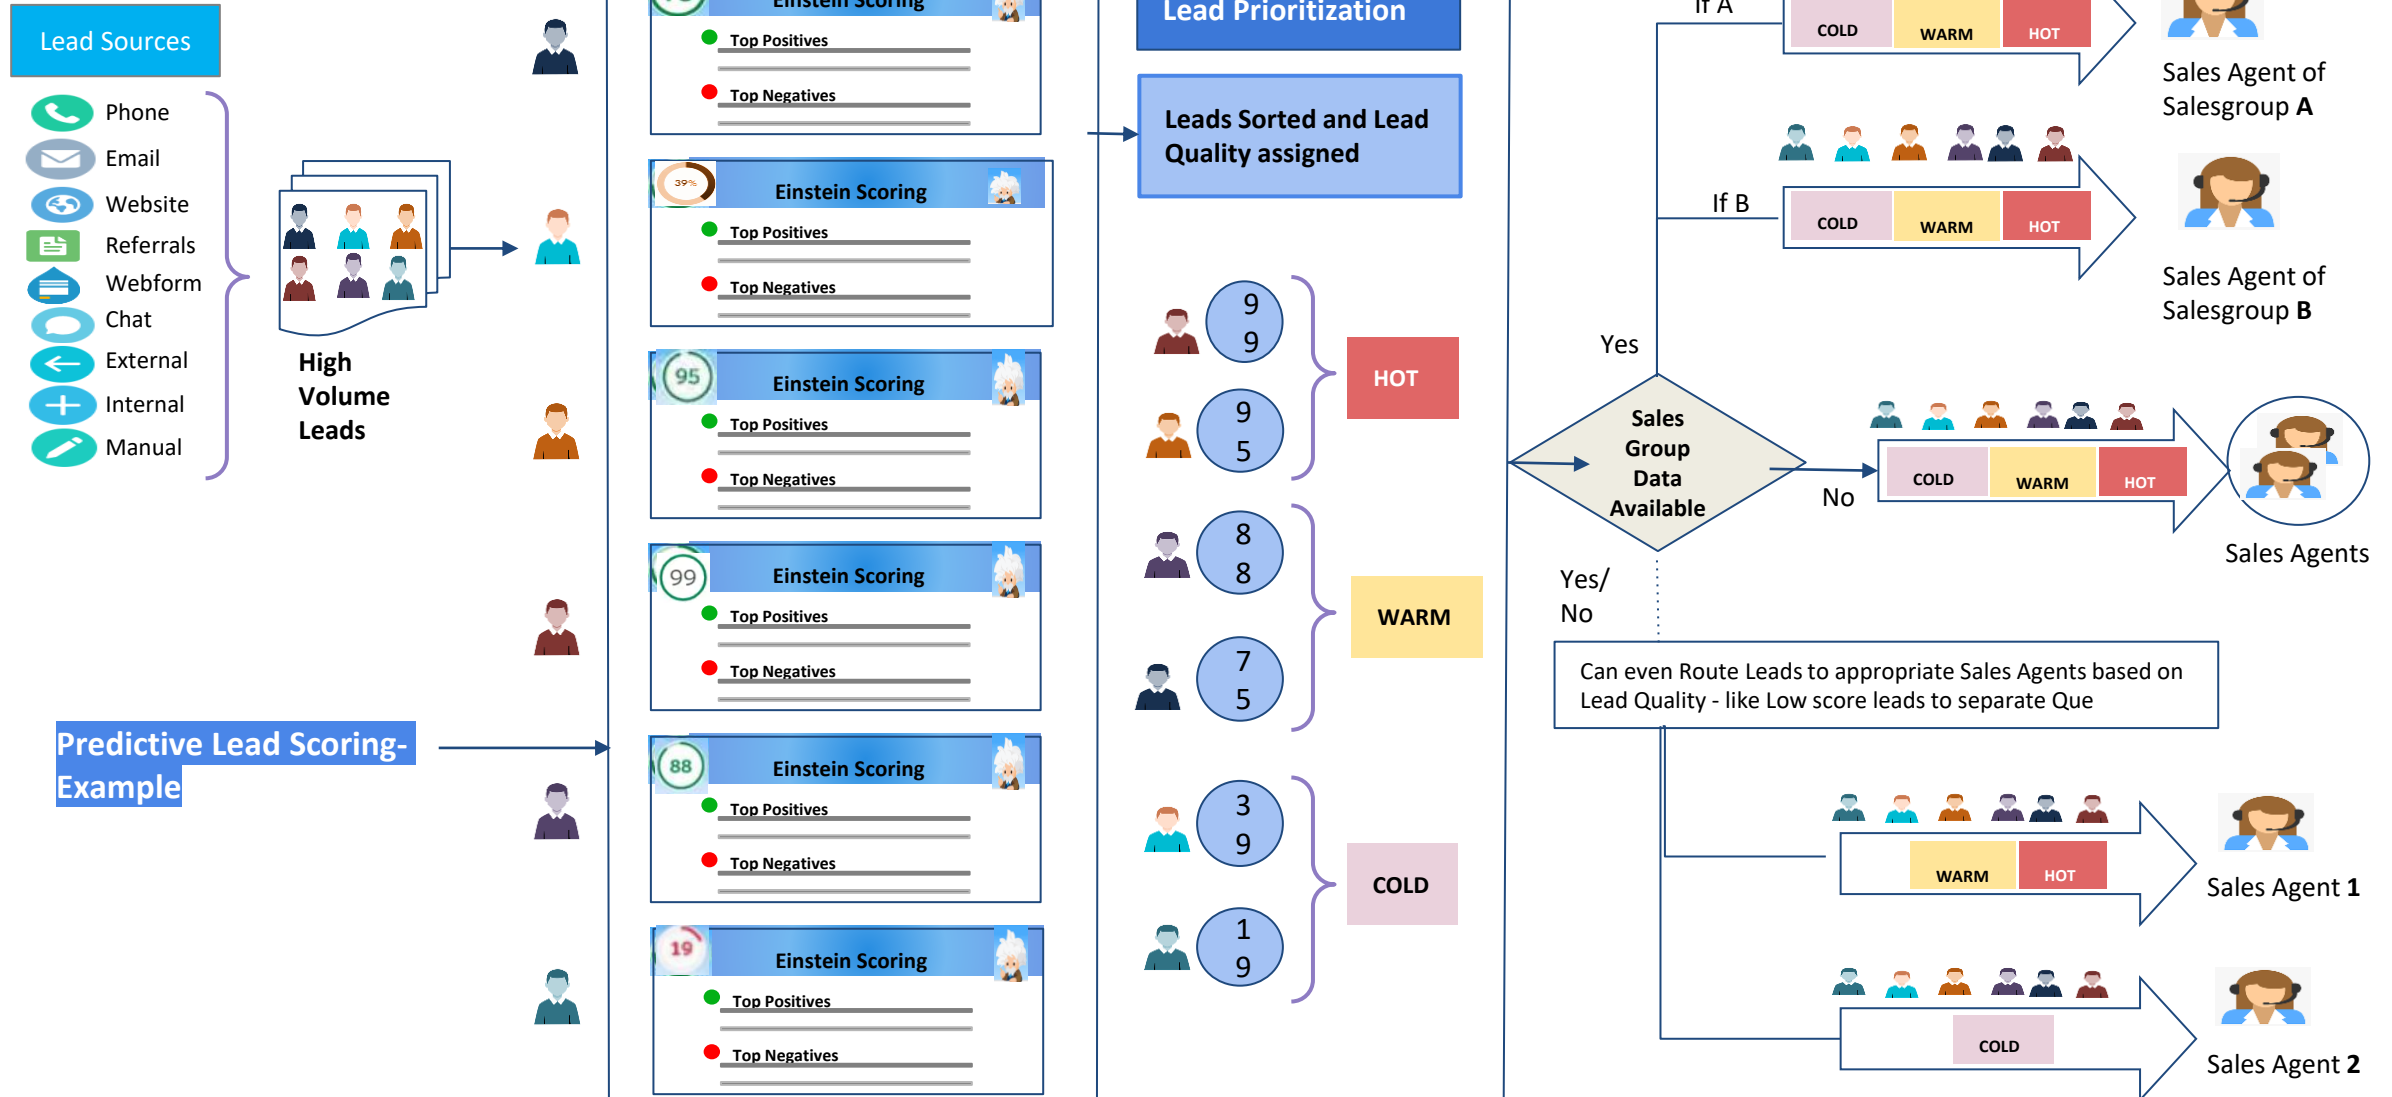 Lead Sources
Phone
Email
Website
Referrals
Webform
Chat
External
Internal
Manual
High
Volume
Leads
Predictive Lead Scoring-
Example
Einstein Scoring
Top Positives
Top Negatives
39%
Einstein Scoring
Top Positives
Top Negatives
95
Einstein Scoring
Top Positives
Top Negatives
99
Einstein Scoring
Top Positives
Top Negatives
88
Einstein Scoring
Top Positives
Top Negatives
19
Einstein Scoring
Top Positives
Top Negatives
Lead Prioritization
Leads Sorted and Lead
Quality assigned
9
9
9
5
HOT
8
8
7
5
WARM
3
9
1
9
COLD
If A
COLD
WARM
HOT
Sales Agent of
Salesgroup A
If B
COLD
WARM
HOT
Sales Agent of
Salesgroup B
Yes
Sales
Group
Data
Available
No
COLD
WARM
HOT
Sales Agents
Yes/
No
Can even Route Leads to appropriate Sales Agents based on
Lead Quality - like Low score leads to separate Que
WARM
HOT
Sales Agent 1
COLD
Sales Agent 2